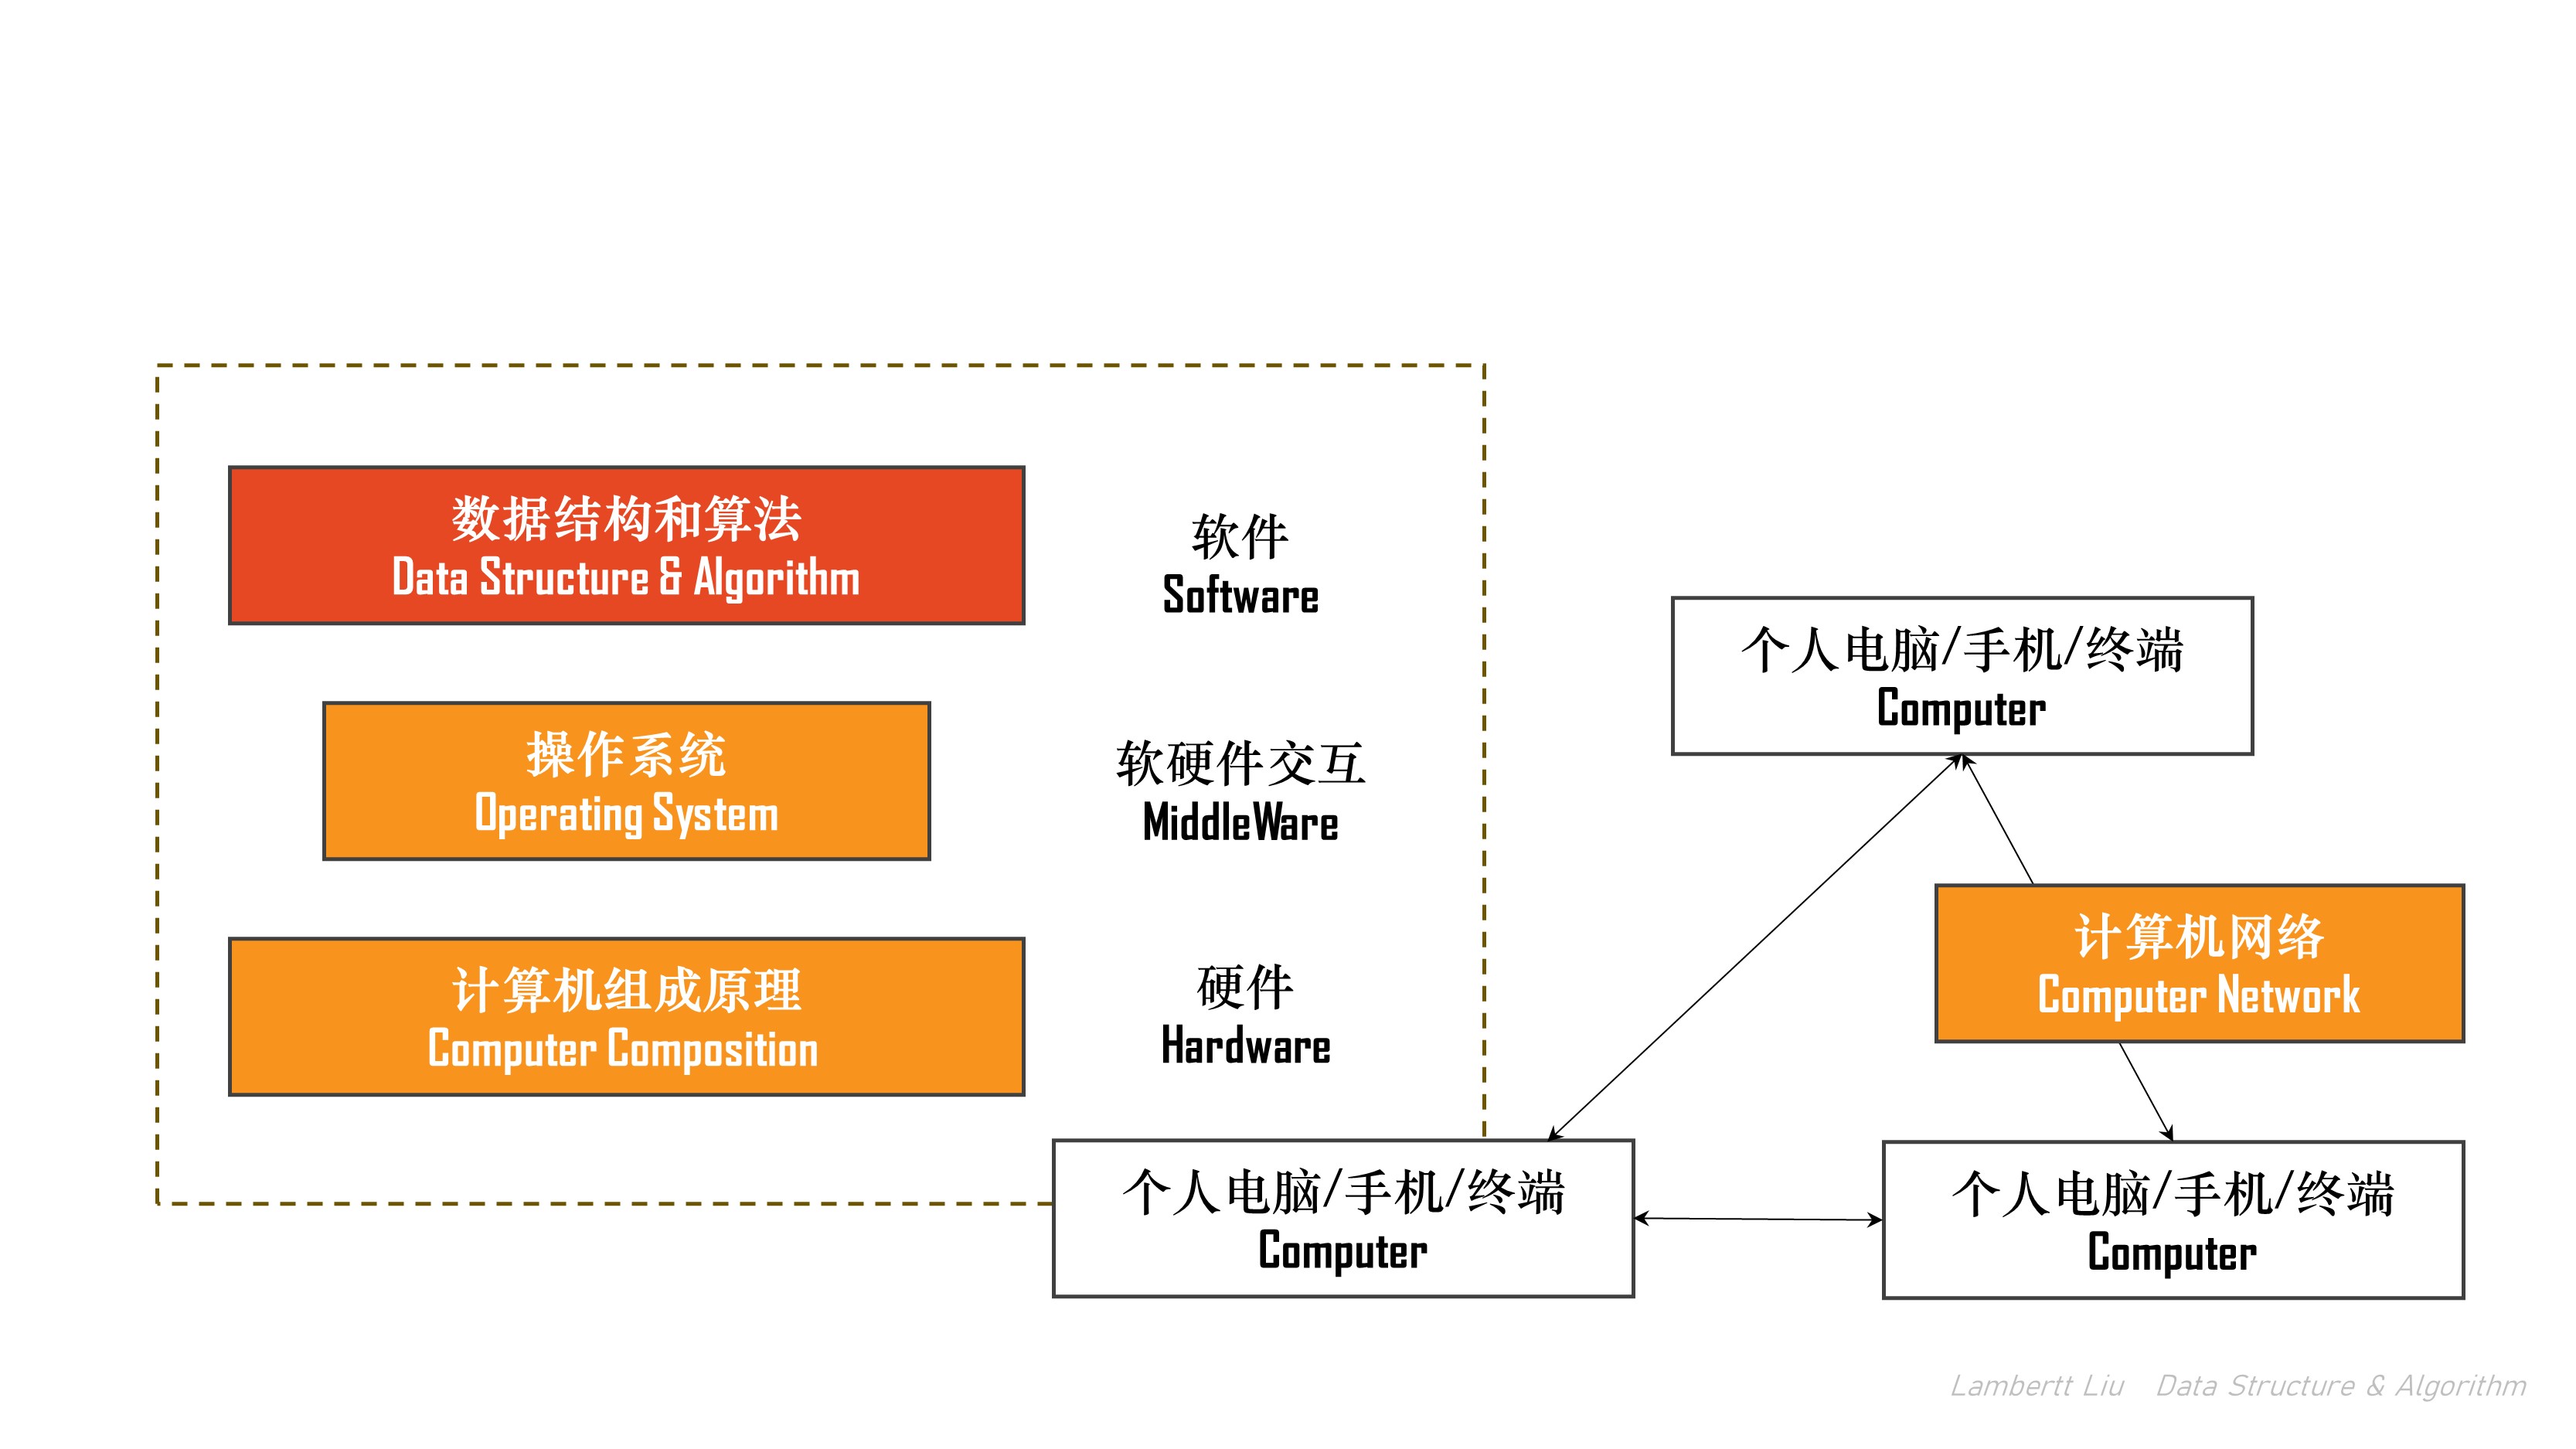 数据结构和算法
Data Structure & Algorithm
软件
Software
操作系统
Operating System
软硬件交互
MiddleWare
计算机组成原理
Computer Composition
硬件
Hardware
个人电脑/手机/终端
Computer
个人电脑/手机/终端
Computer
计算机网络
Computer Network
个人电脑/手机/终端
Computer
Lambertt Liu Data Structure & Algorithm